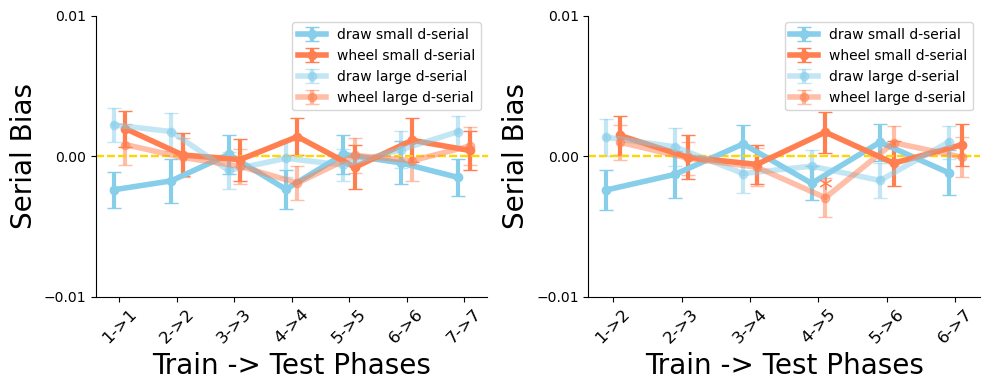 0.01
0.00
−0.01
Serial Bias
draw small d-serial
wheel small d-serial
draw large d-serial
wheel large d-serial
1->1
2->2
3->3
4->4
5->5
6->6
7->7
Train -> Test Phases
0.01
0.00
−0.01
Serial Bias
draw small d-serial
wheel small d-serial
draw large d-serial
wheel large d-serial
*
1->2
2->3
3->4
4->5
5->6
6->7
Train -> Test Phases